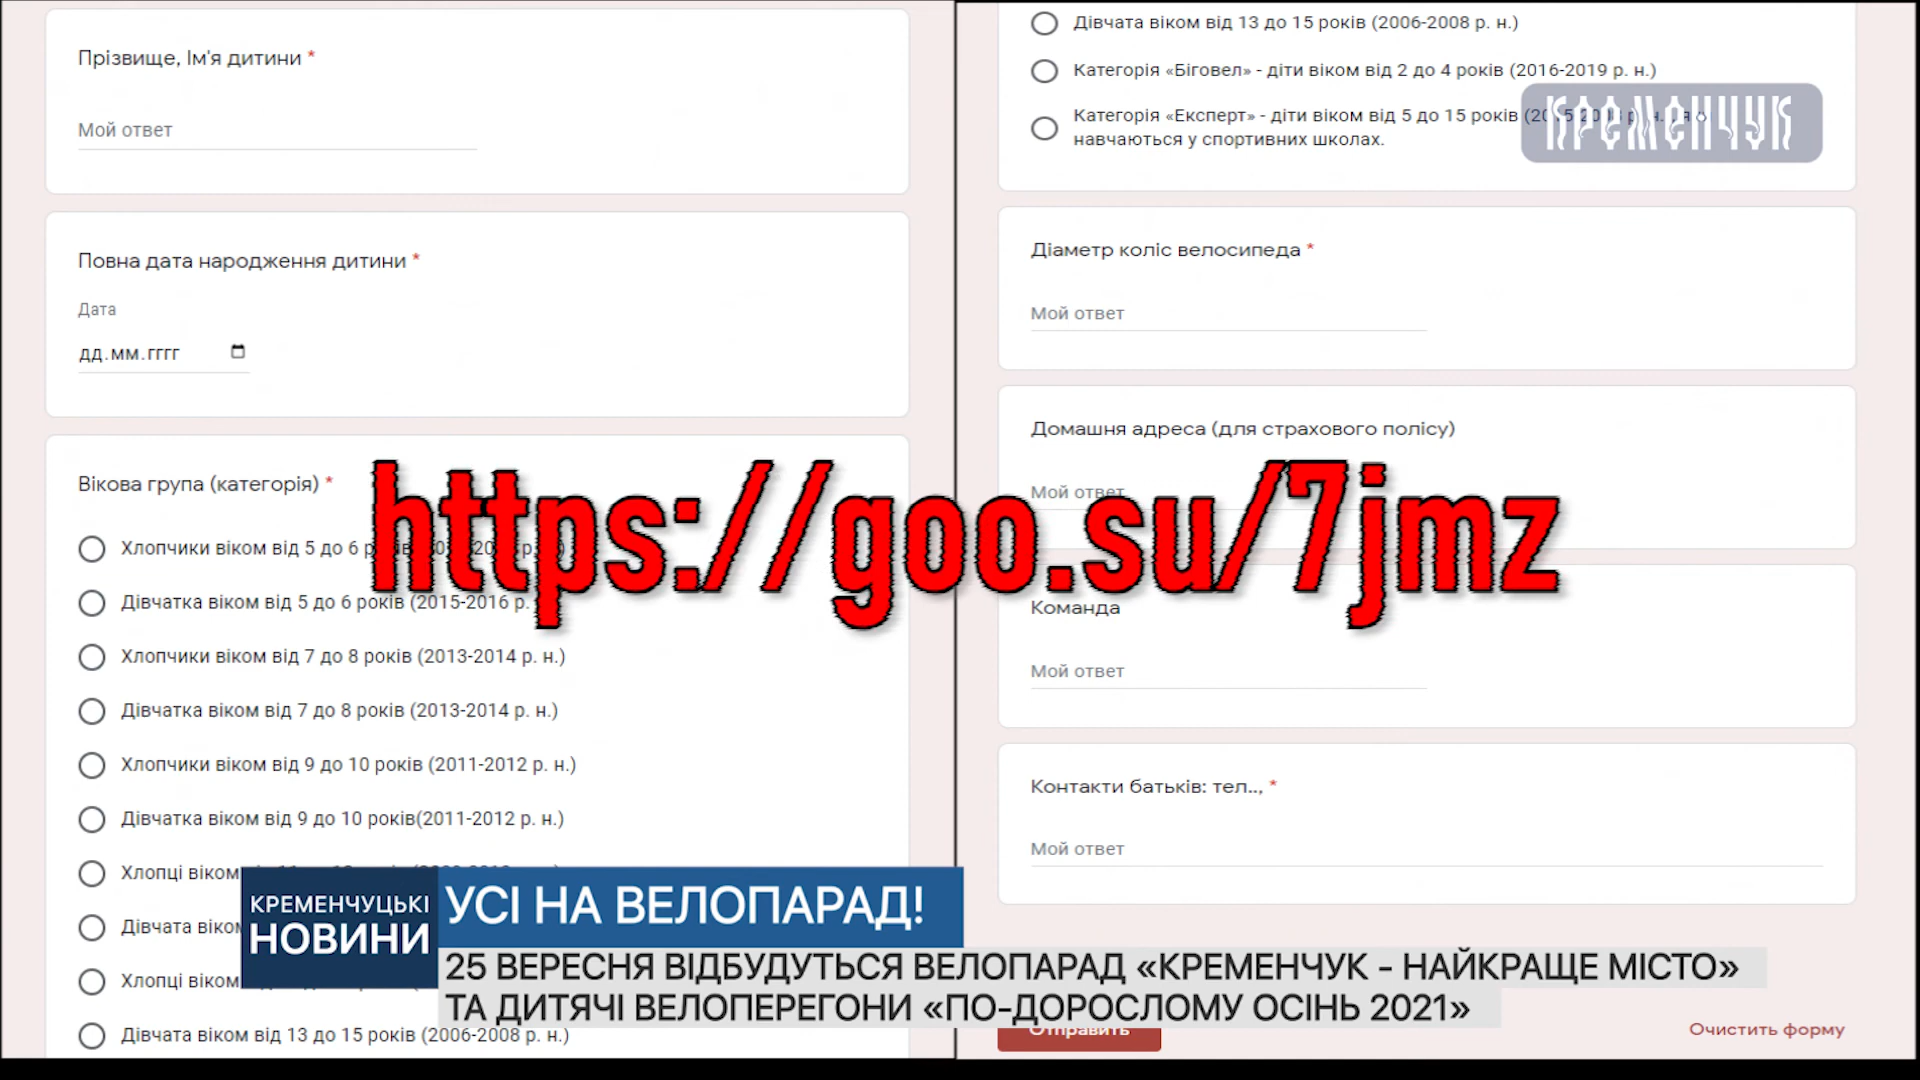 Прізвище, Ім'я дитини *
Мой ответ
Повна дата народження дитини *
Дата
дд.мм.гггг
Вікова група (категорія) *
Хлопчики віком від 5 до 6
Дівчатка віком від 5 до 6 років (2015-2016 р.
Хлопчики віком від 7 до 8 років (2013-2014 р. н.)
Дівчатка віком від 7 до 8 років (2013-2014 р. н.)
Хлопчики віком від 9 до 10 років (2011-2012 р. н.)
Дівчатка віком від 9 до 10 років(2011-2012 р. н.)
Хлопці віком
Дівчата
Хлопці віком
Дівчата віком від 13 до 15 років (2006-2008 р. н.)
Дівчата віком від 13 до 15 років (2006-2008 р. н.)
Категорія «Біговел» - діти віком від 2 до 4 років (2016-2019 р. н.)
Категорія «Експерт» - діти віком від 5 до 15 років
навчаються у спортивних школах.
КРЕМЕНЧУК
Діаметр коліс велосипеда *
Мой ответ
Домашня адреса (для страхового полісу)
Мой ответ
https://goo.su/7jmz
Команда
Мой ответ
Контакти батьків: тел.., *
Мой ответ
Отправить
Очистить форму
КРЕМЕНЧУЦЬКІ
НОВИНИ
УСІ НА ВЕЛОПАРАД!
25 ВЕРЕСНЯ ВІДБУДУТЬСЯ ВЕЛОПАРАД «КРЕМЕНЧУК - НАЙКРАЩЕ МІСТО»
ТА ДИТЯЧІ ВЕЛОПЕРЕГОНИ «ПО-ДОРОСЛОМУ ОСІНЬ 2021»